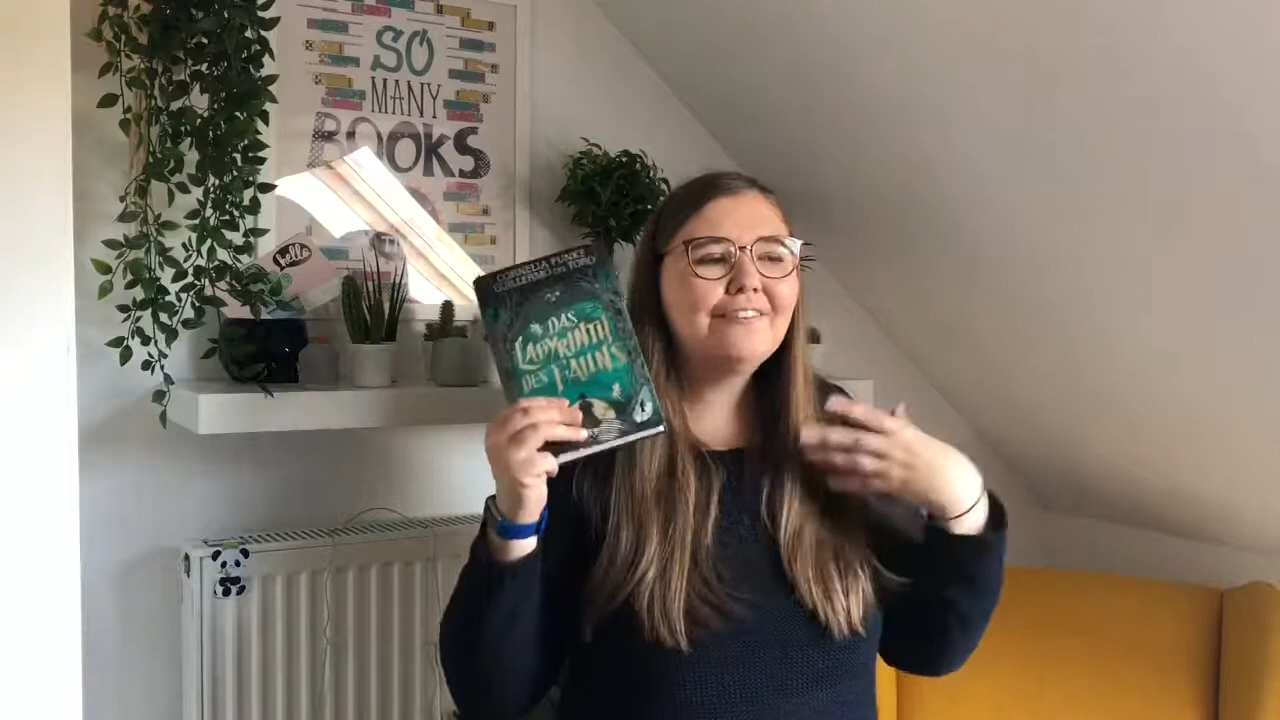 SO
MANY
BOOKS
hello
CORNELIA FUNKE
GUILLERMO DEL TORO
DAS
LABYRINTH
DES FAUNS